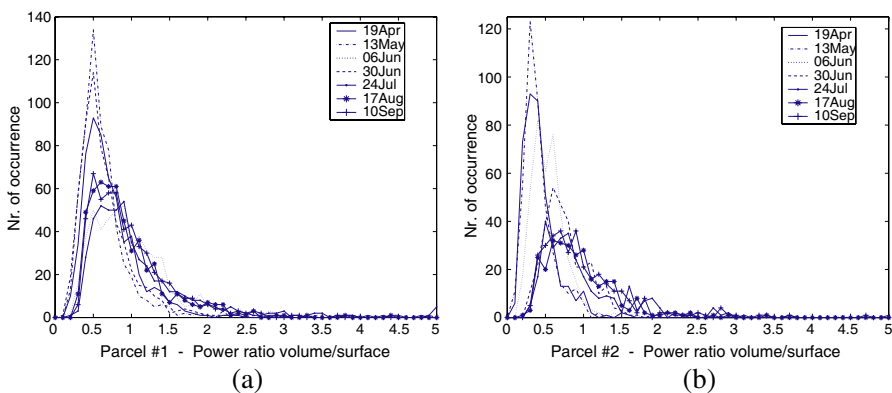 140
120
100
80
60
40
20
0
Nr. of occurrence
19Apr
13May
06Jun
30Jun
24Jul
17Aug
10Sep
0 0.5 1 1.5 2 2.5 3 3.5 4 4.5 5
Parcel #1 - Power ratio volume/surface
(a)
120
100
80
60
40
20
0
Nr. of occurrence
19Apr
13May
06Jun
30Jun
24Jul
17Aug
10Sep
0 0.5 1 1.5 2 2.5 3 3.5 4 4.5 5
Parcel #2 - Power ratio volume/surface
(b)